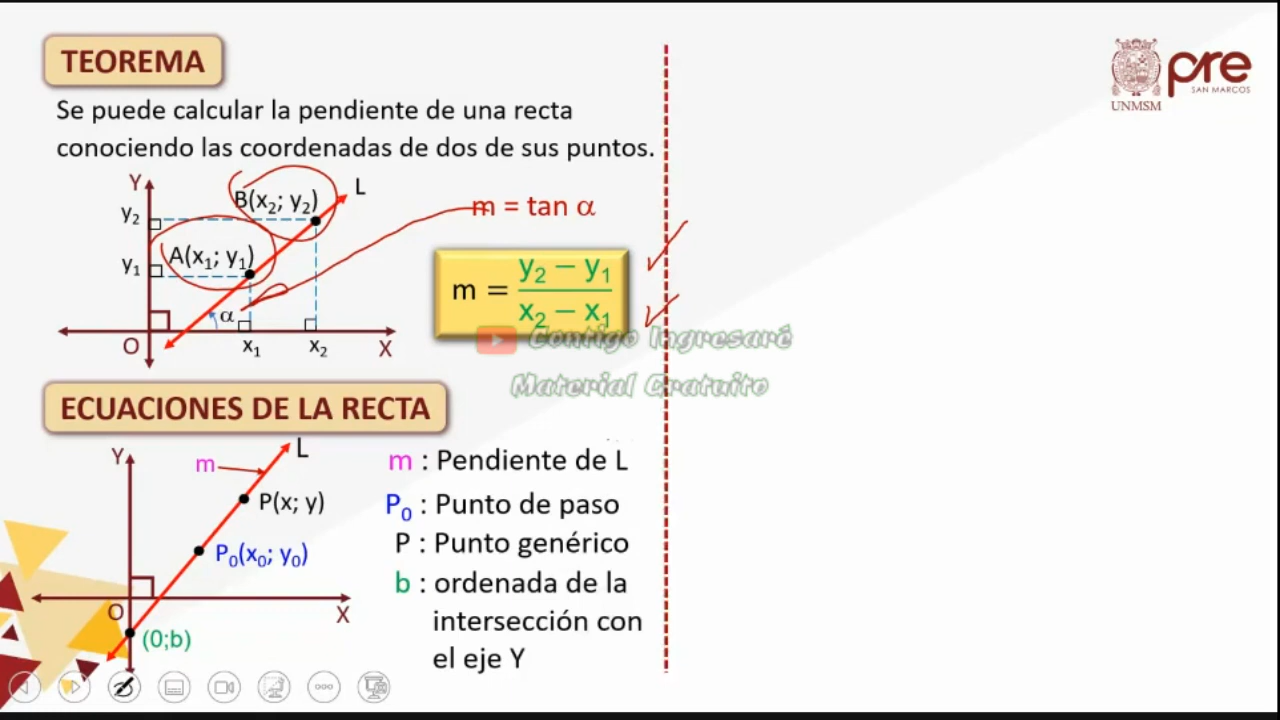 TEOREMA
Se puede calcular la pendiente de una recta
conociendo las coordenadas de dos de sus puntos.
Y
y₂
y₁
B(x₂; y₂)
L
A(x₁; y₁)
α
O
x₁
x₂
X
m = tan α
m = (y₂ − y₁)/(x₂ − x₁)
Contigo Ingresaré
Material Gratuito
ECUACIONES DE LA RECTA
Y
m
L
P(x; y)
P₀(x₀; y₀)
O
X
(0;b)
m : Pendiente de L
P₀ : Punto de paso
P : Punto genérico
b : ordenada de la
intersección con
el eje Y
UNMSM
pre
SAN MARCOS